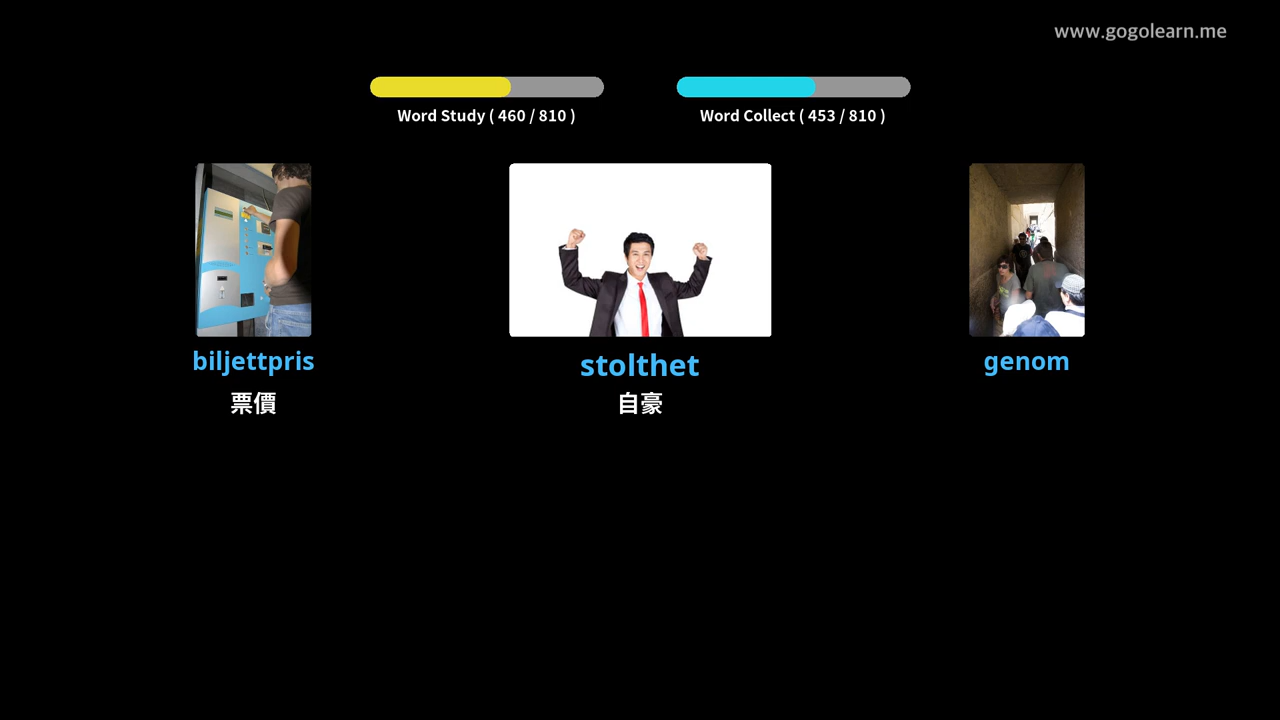 www.gogolearn.me
Word Study ( 460 / 810 )
Word Collect ( 453 / 810 )
biljettpris
票價
stolthet
自豪
genom